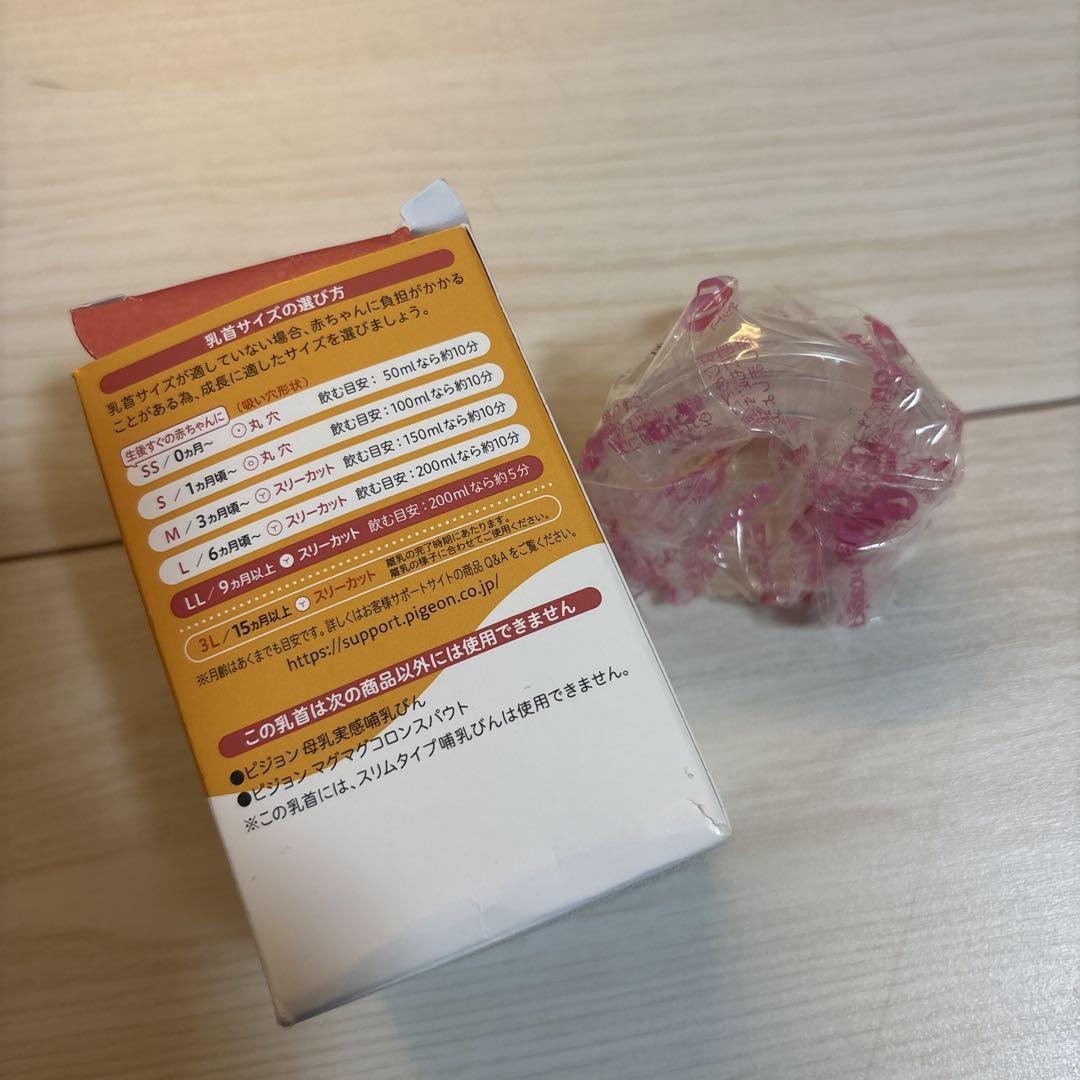 乳首サイズの選び方
乳首サイズが適していない場合、赤ちゃんに負担がかかる
ことがある為、成長に適したサイズを選びましょう。
生後すぐの赤ちゃんに (吸い穴形状)
SS/0ヵ月~ 丸穴 飲む目安:50mlなら約10分
S/1ヵ月頃~ 丸穴 飲む目安:100mlなら約10分
M/3ヵ月頃~ スリーカット 飲む目安:150mlなら約10分
L/6ヵ月頃~ スリーカット 飲む目安:200mlなら約10分
LL/9ヵ月以上 スリーカット 飲む目安:200mlなら約5分
3L/15ヵ月以上 スリーカット 離乳の完了時期にあたります。
離乳の様子に合わせてご使用ください。
※月齢はあくまでも目安です。詳しくはお客様サポートサイトの商品Q&Aをご覧ください。
https://support.pigeon.co.jp/
この乳首は次の商品以外には使用できません
●ピジョン 母乳実感哺乳びん
●ピジョン マグマグコロンスパウト
※この乳首には、スリムタイプ哺乳びんは使用できません。